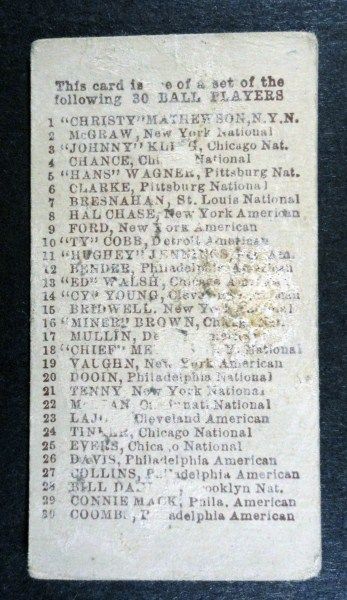 This card is of a set of the
following 30 BALL PLAYERS
1 "CHRISTY" MATHEWSON, N.Y.N.
2 McGRAW, New York National
3 "JOHNNY" Chicago Nat.
4 CHANCE, National
5 "HANS" WAGNER, Pittsburg Nat.
6 CLARKE, Pittsburg National
7 BRESNAHAN, St. Louis National
8 HAL CHASE, New York American
9 FORD, New York American
10 "TY" COBB, Detroit American
11 "HUGHEY" JENNINGS, Am.
12 BENDER, Philadelphia American
13 "ED" WALSH, Chicago America
14 "CY" YOUNG,
15 BRIDWELL, New
16 "MINER" BROWN,
17 MULLIN,
18 "CHIEF" National
19 VAUGHN, New York American
20 DOOIN, Philadelphia National
21 TENNY New York National
22 National
23 Cleveland American
24 TINKER, Chicago National
25 EVERS, National
26 DAVIS, Philadelphia American
27 COLLINS, American
28 BILL Nat.
29 CONNIE MACK, Phila. American
30 American